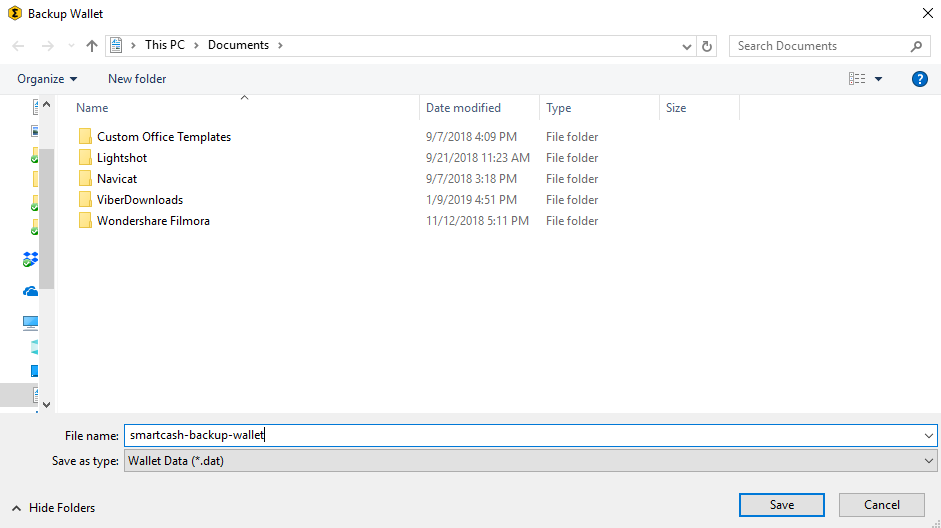 Backup Wallet
This PC Documents Search Documents
Organize New folder ?
Name Date modified Type Size
Custom Office Templates 9/7/2018 4:09 PM File folder
Lightshot 9/21/2018 11:23 AM File folder
Navicat 9/7/2018 3:18 PM File folder
ViberDownloads 1/9/2019 4:51 PM File folder
Wondershare Filmora 11/12/2018 5:11 PM File folder
File name: smartcash-backup-wallet
Save as type: Wallet Data (*.dat)
Hide Folders Save Cancel